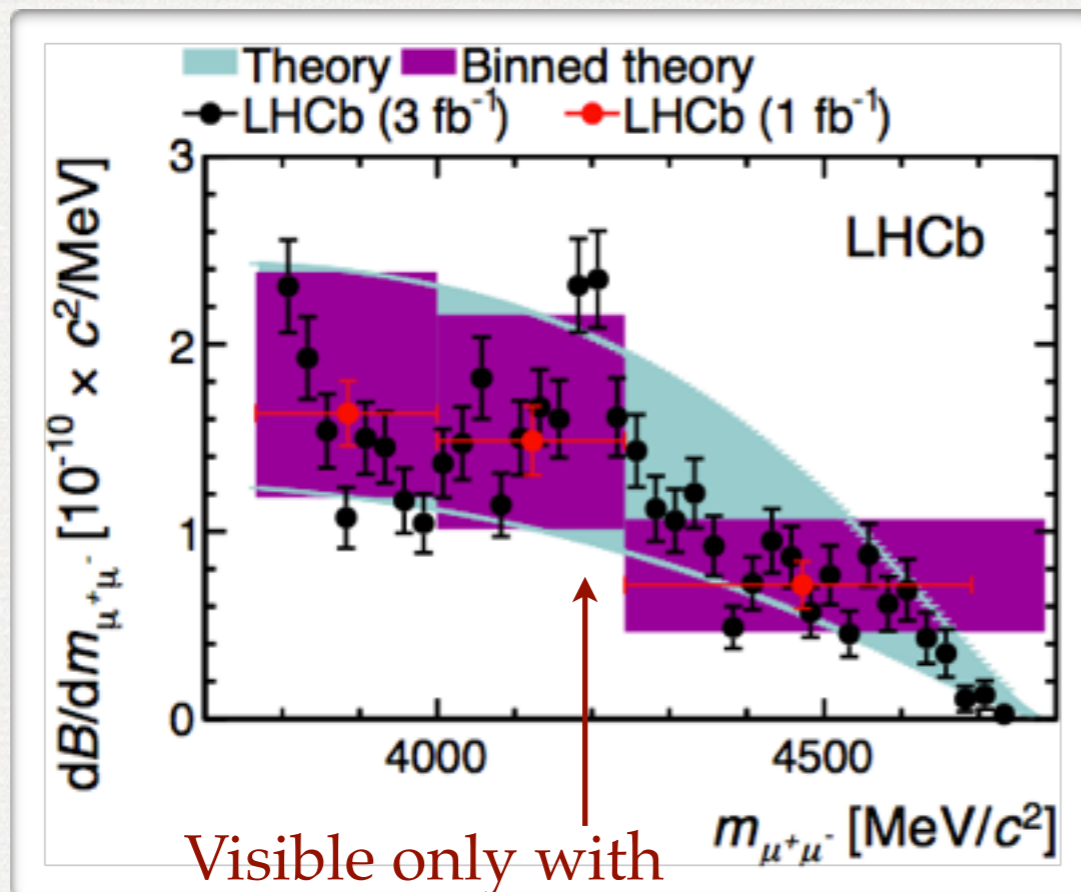 Theory Binned theory
LHCb (3 fb⁻¹) LHCb (1 fb⁻¹)
LHCb
dB/dm_μ⁺μ⁻ [10⁻¹⁰ × c²/MeV]
3
2
1
0
4000 4500
m_μ⁺μ⁻ [MeV/c²]
Visible only with